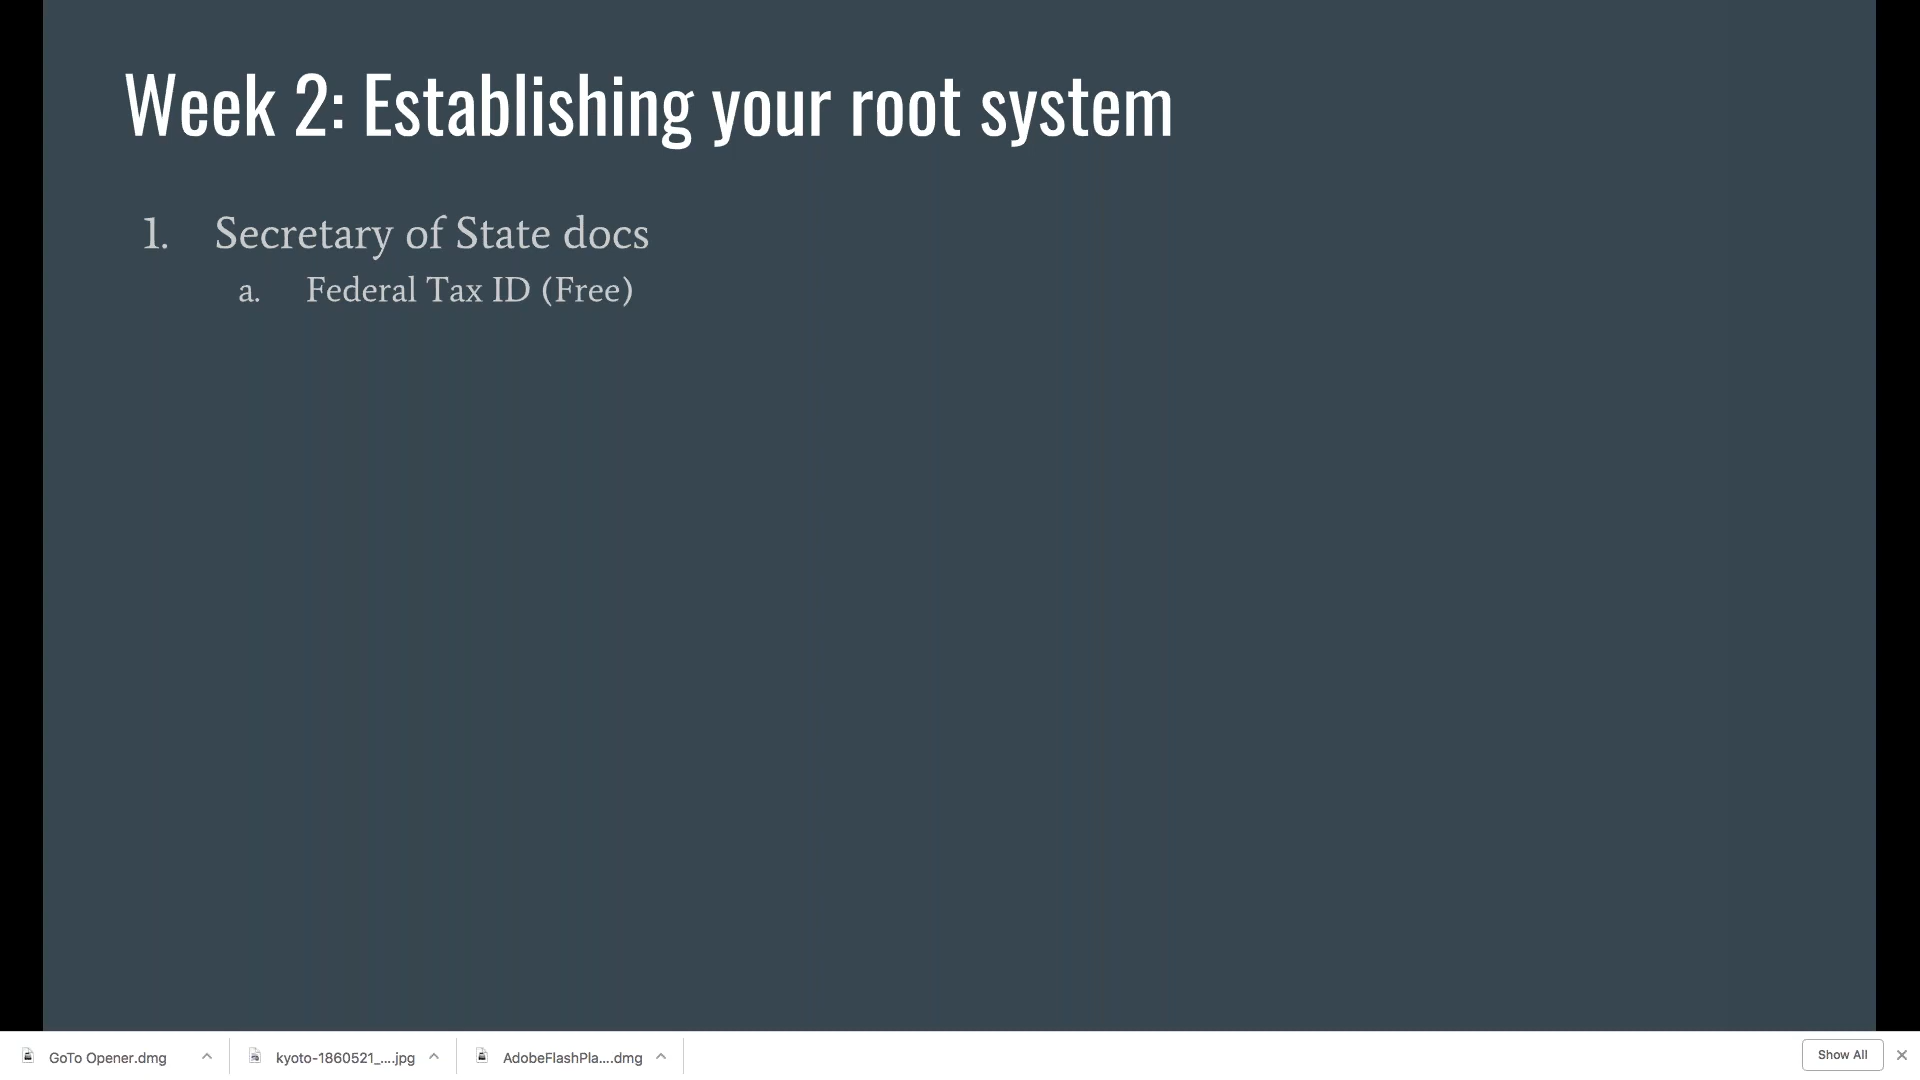 Week 2: Establishing your root system
1. Secretary of State docs
a. Federal Tax ID (Free)
GoTo Opener.dmg kyoto-1860521_....jpg AdobeFlashPla....dmg Show All